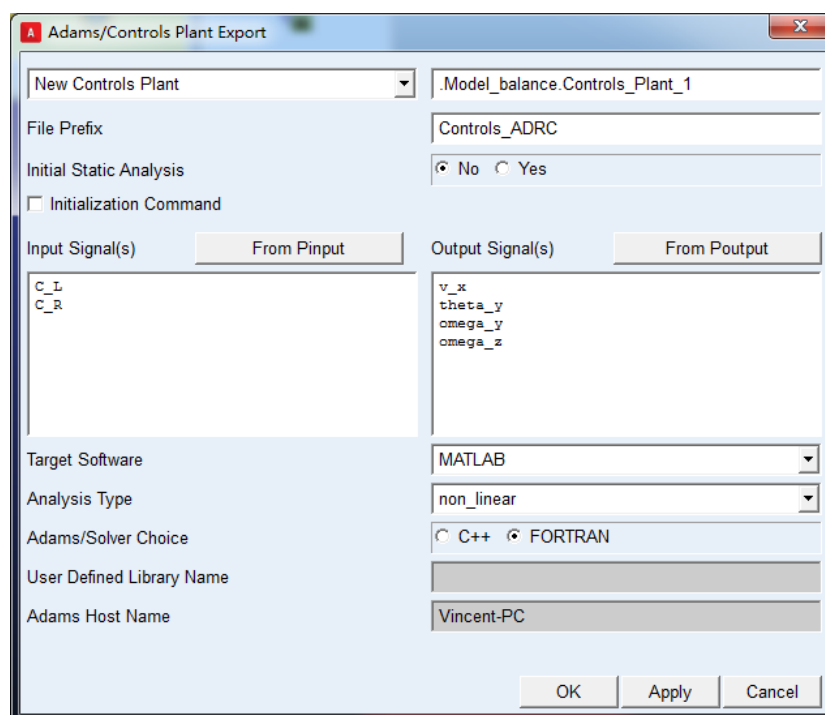 Adams/Controls Plant Export
New Controls Plant
.Model_balance.Controls_Plant_1
File Prefix
Controls_ADRC
Initial Static Analysis
No Yes
Initialization Command
Input Signal(s) From Pinput
Output Signal(s) From Poutput
C_L
C_R
v_x
theta_y
omega_y
omega_z
Target Software
MATLAB
Analysis Type
non_linear
Adams/Solver Choice
C++ FORTRAN
User Defined Library Name
Adams Host Name
Vincent-PC
OK Apply Cancel